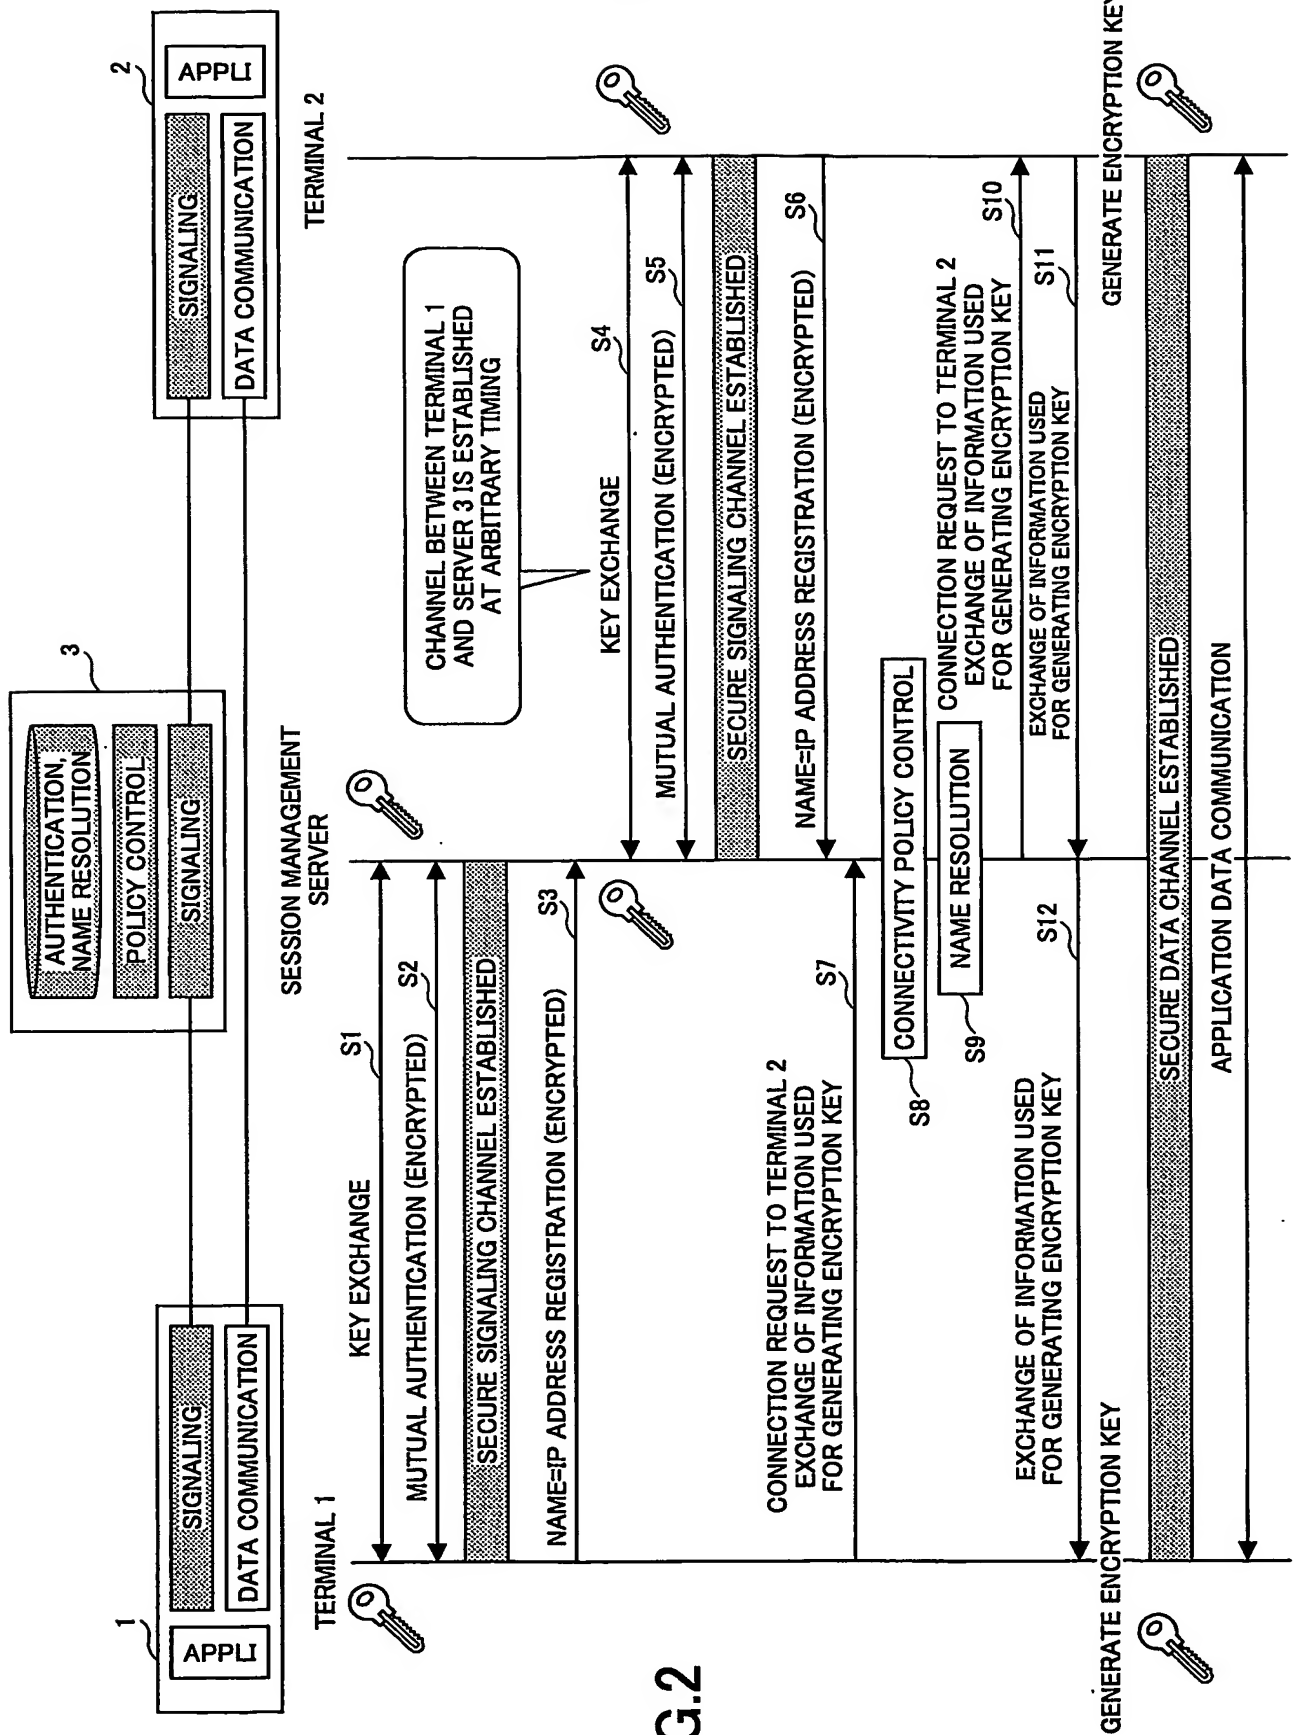 1
APPLI
SIGNALING
DATA COMMUNICATION
TERMINAL 1
3
AUTHENTICATION,
NAME RESOLUTION
POLICY CONTROL
SIGNALING
SESSION MANAGEMENT
SERVER
2
APPLI
SIGNALING
DATA COMMUNICATION
TERMINAL 2
KEY EXCHANGE
S1
MUTUAL AUTHENTICATION (ENCRYPTED)
S2
SECURE SIGNALING CHANNEL ESTABLISHED
NAME=IP ADDRESS REGISTRATION (ENCRYPTED)
S3
CHANNEL BETWEEN TERMINAL 1
AND SERVER 3 IS ESTABLISHED
AT ARBITRARY TIMING
KEY EXCHANGE
S4
MUTUAL AUTHENTICATION (ENCRYPTED)
S5
SECURE SIGNALING CHANNEL ESTABLISHED
NAME=IP ADDRESS REGISTRATION (ENCRYPTED)
S6
CONNECTION REQUEST TO TERMINAL 2
EXCHANGE OF INFORMATION USED
FOR GENERATING ENCRYPTION KEY
S7
S8
CONNECTIVITY POLICY CONTROL
S9
NAME RESOLUTION
CONNECTION REQUEST TO TERMINAL 2
EXCHANGE OF INFORMATION USED
FOR GENERATING ENCRYPTION KEY
S10
EXCHANGE OF INFORMATION USED
FOR GENERATING ENCRYPTION KEY
S11
EXCHANGE OF INFORMATION USED
FOR GENERATING ENCRYPTION KEY
S12
GENERATE ENCRYPTION KEY
GENERATE ENCRYPTION KEY
SECURE DATA CHANNEL ESTABLISHED
APPLICATION DATA COMMUNICATION
G.2